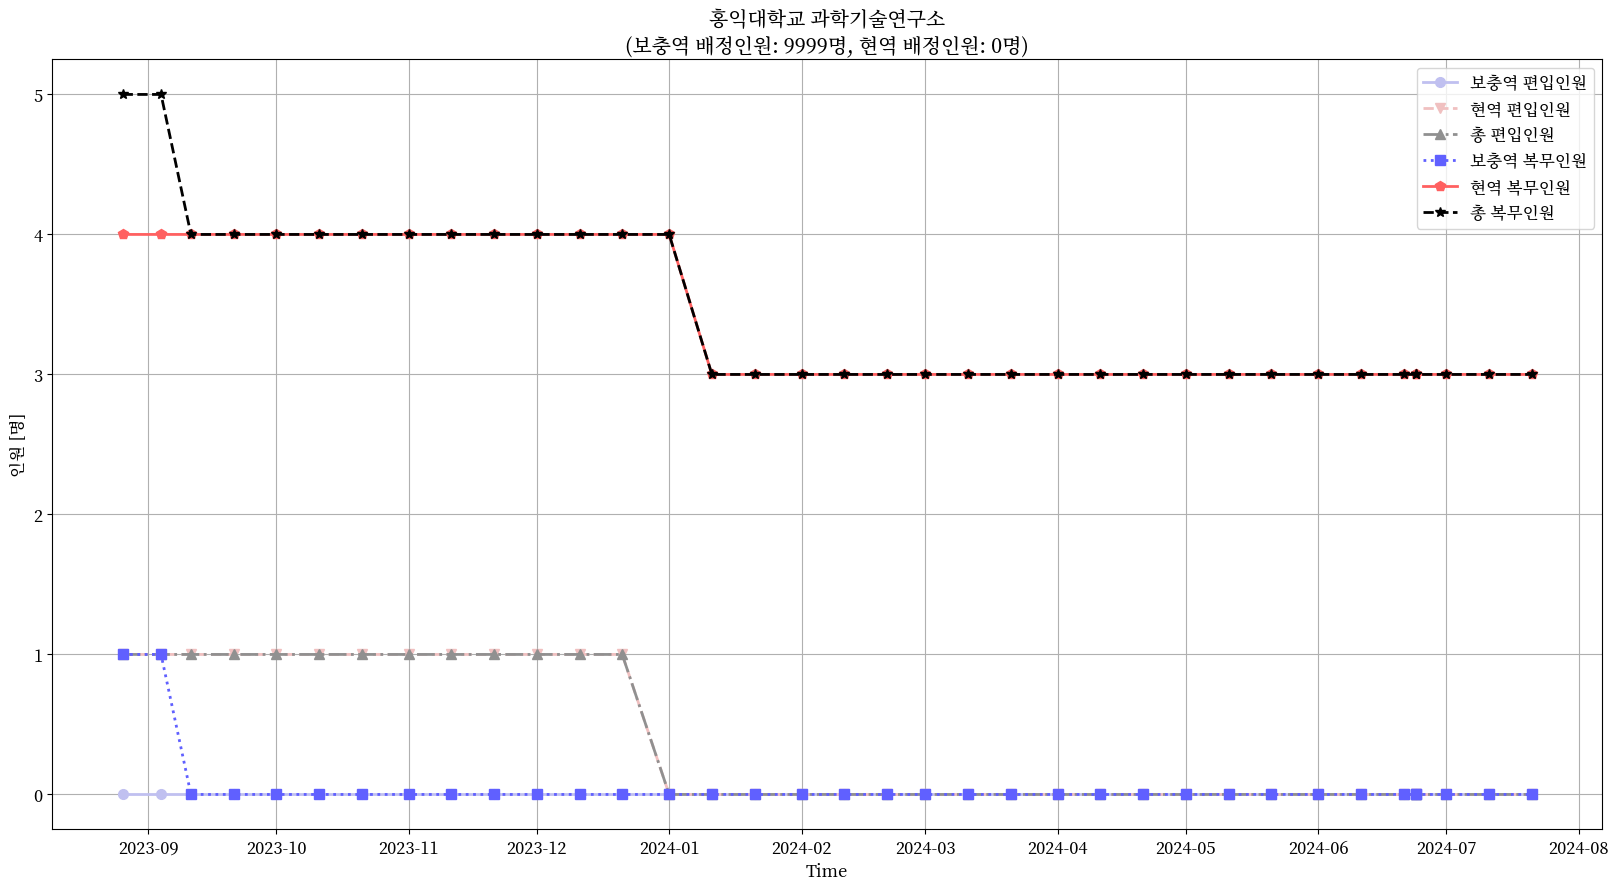 홍익대학교 과학기술연구소
(보충역 배정인원: 9999명, 현역 배정인원: 0명)
보충역 편입인원
현역 편입인원
총 편입인원
보충역 복무인원
현역 복무인원
총 복무인원
인원 [명]
5
4
3
2
1
0
2023-09
2023-10
2023-11
2023-12
2024-01
2024-02
2024-03
2024-04
2024-05
2024-06
2024-07
2024-08
Time